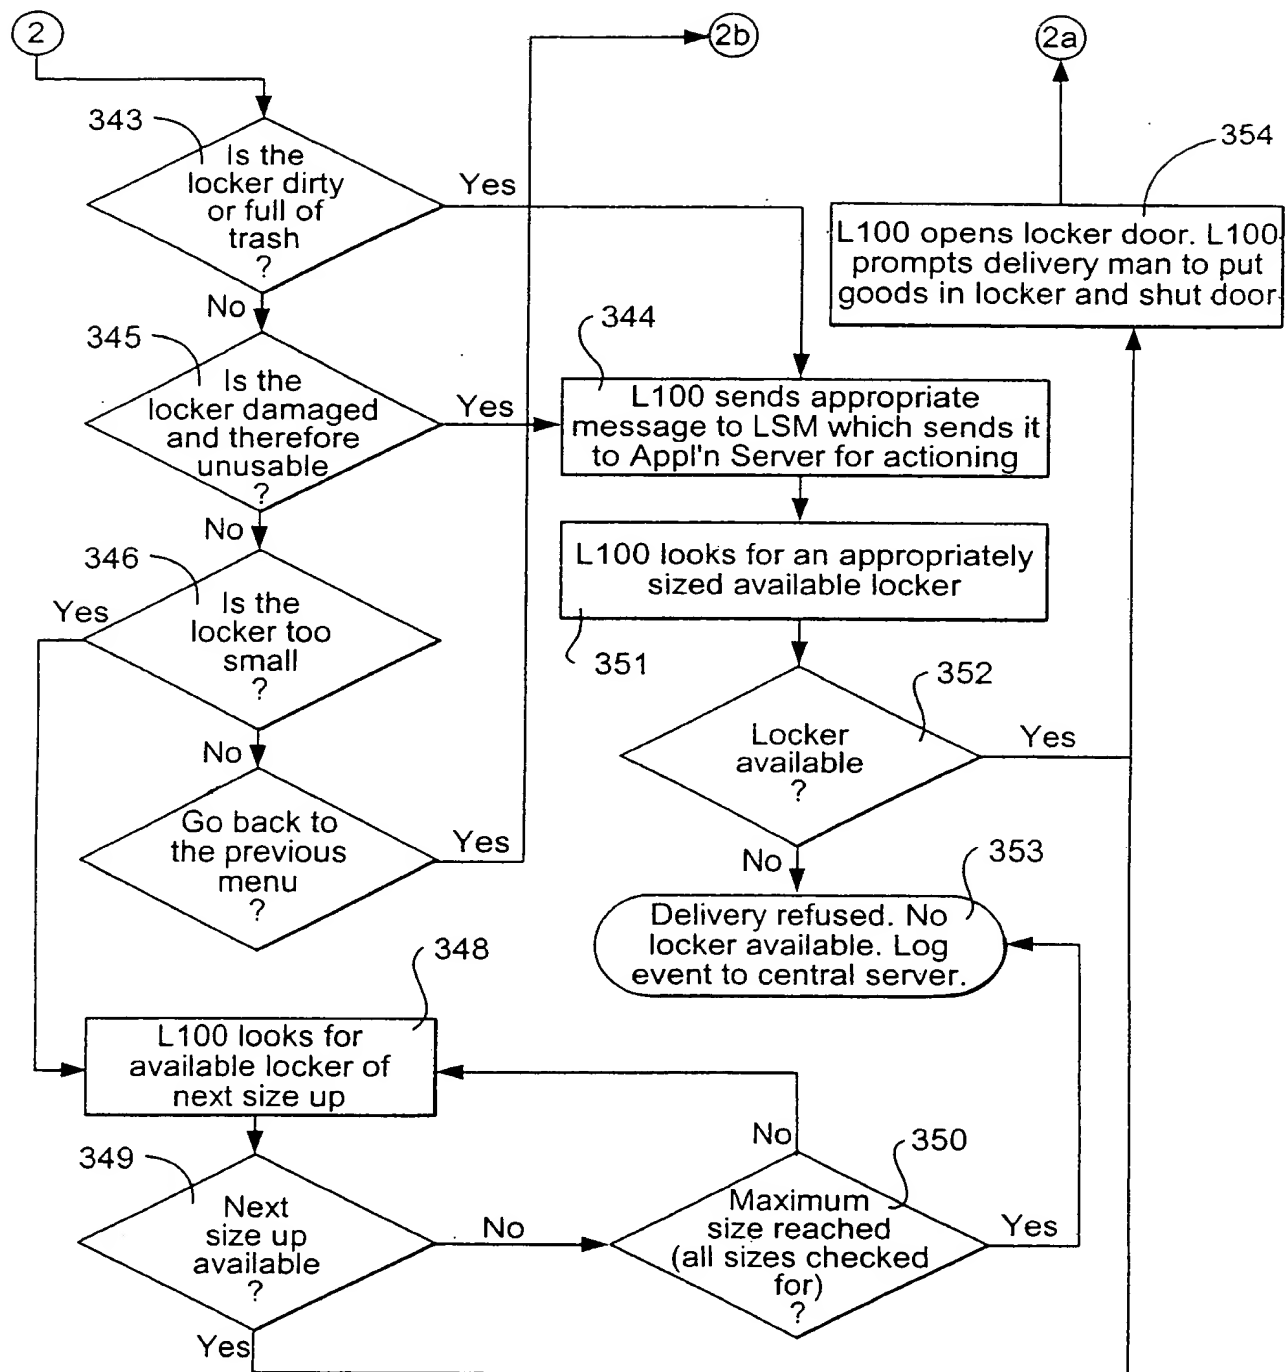 2
2b
2a
343
Is the
locker dirty
or full of
trash
?
Yes
No
354
L100 opens locker door. L100
prompts delivery man to put
goods in locker and shut door
345
Is the
locker damaged
and therefore
unusable
?
Yes
No
344
L100 sends appropriate
message to LSM which sends it
to Appl'n Server for actioning
346
Is the
locker too
small
?
Yes
No
L100 looks for an appropriately
sized available locker
351
352
Locker
available
?
Yes
No
Go back to
the previous
menu
?
Yes
353
Delivery refused. No
locker available. Log
event to central server.
348
L100 looks for
available locker of
next size up
349
Next
size up
available
?
No
Yes
350
No
Maximum
size reached
(all sizes checked
for)
?
Yes